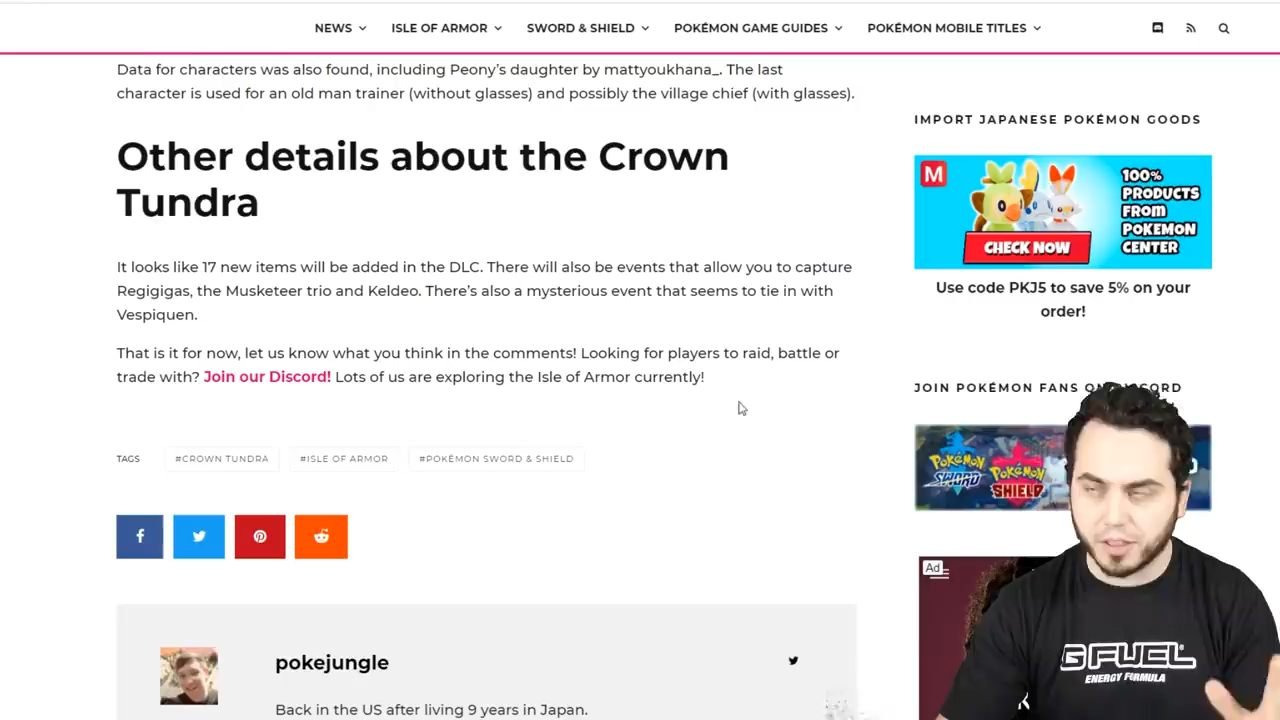 NEWS ISLE OF ARMOR SWORD & SHIELD POKÉMON GAME GUIDES POKÉMON MOBILE TITLES
Data for characters was also found, including Peony’s daughter by mattyoukhana_. The last
character is used for an old man trainer (without glasses) and possibly the village chief (with glasses).
Other details about the Crown
Tundra
It looks like 17 new items will be added in the DLC. There will also be events that allow you to capture
Regigigas, the Musketeer trio and Keldeo. There’s also a mysterious event that seems to tie in with
Vespiquen.
That is it for now, let us know what you think in the comments! Looking for players to raid, battle or
trade with? Join our Discord! Lots of us are exploring the Isle of Armor currently!
TAGS #CROWN TUNDRA #ISLE OF ARMOR #POKÉMON SWORD & SHIELD
pokejungle
Back in the US after living 9 years in Japan.
IMPORT JAPANESE POKÉMON GOODS
M
100%
PRODUCTS
FROM
POKEMON
CENTER
CHECK NOW
Use code PKJ5 to save 5% on your
order!
JOIN POKÉMON FANS ON
POKéMON POKéMON
SWORD SHIELD
Ad
G FUEL
ENERGY FORMULA